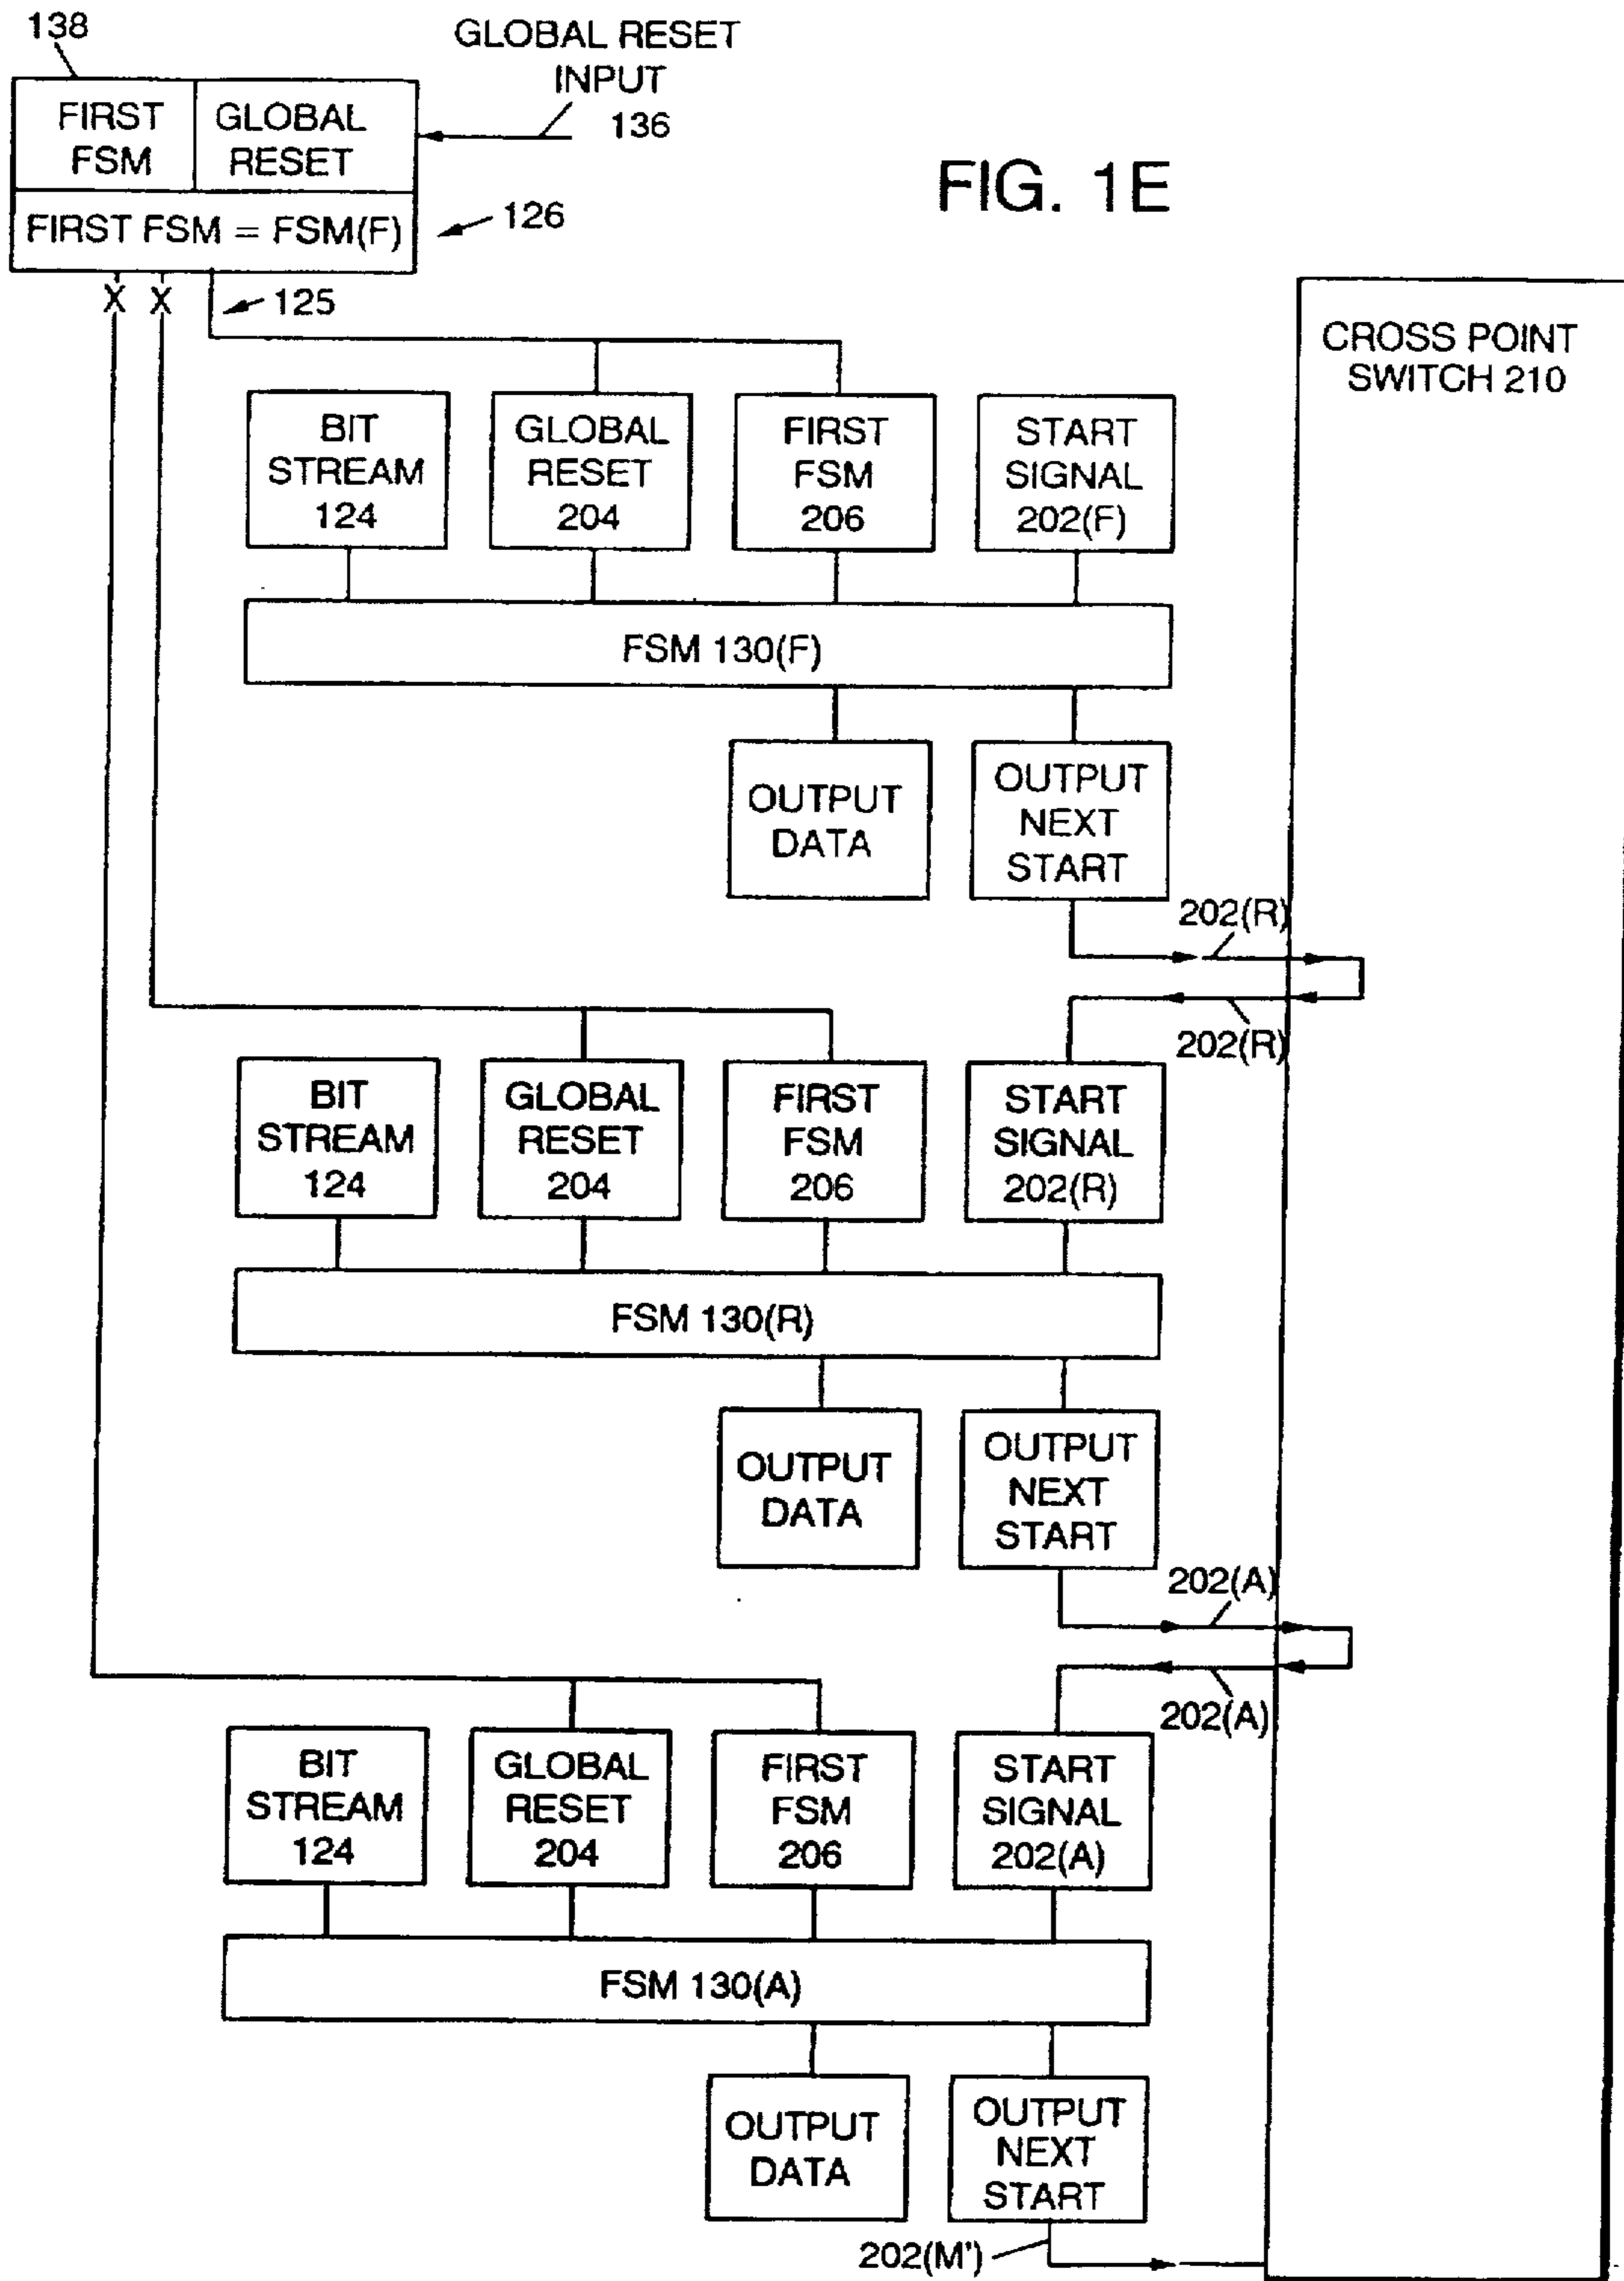 138
GLOBAL RESET
INPUT
136
FIRST
FSM
GLOBAL
RESET
FIRST FSM = FSM(F)
126
FIG. 1E
X X
125
CROSS POINT
SWITCH 210
BIT
STREAM
124
GLOBAL
RESET
204
FIRST
FSM
206
START
SIGNAL
202(F)
FSM 130(F)
OUTPUT
DATA
OUTPUT
NEXT
START
202(R)
202(R)
BIT
STREAM
124
GLOBAL
RESET
204
FIRST
FSM
206
START
SIGNAL
202(R)
FSM 130(R)
OUTPUT
DATA
OUTPUT
NEXT
START
202(A)
202(A)
BIT
STREAM
124
GLOBAL
RESET
204
FIRST
FSM
206
START
SIGNAL
202(A)
FSM 130(A)
OUTPUT
DATA
OUTPUT
NEXT
START
202(M')